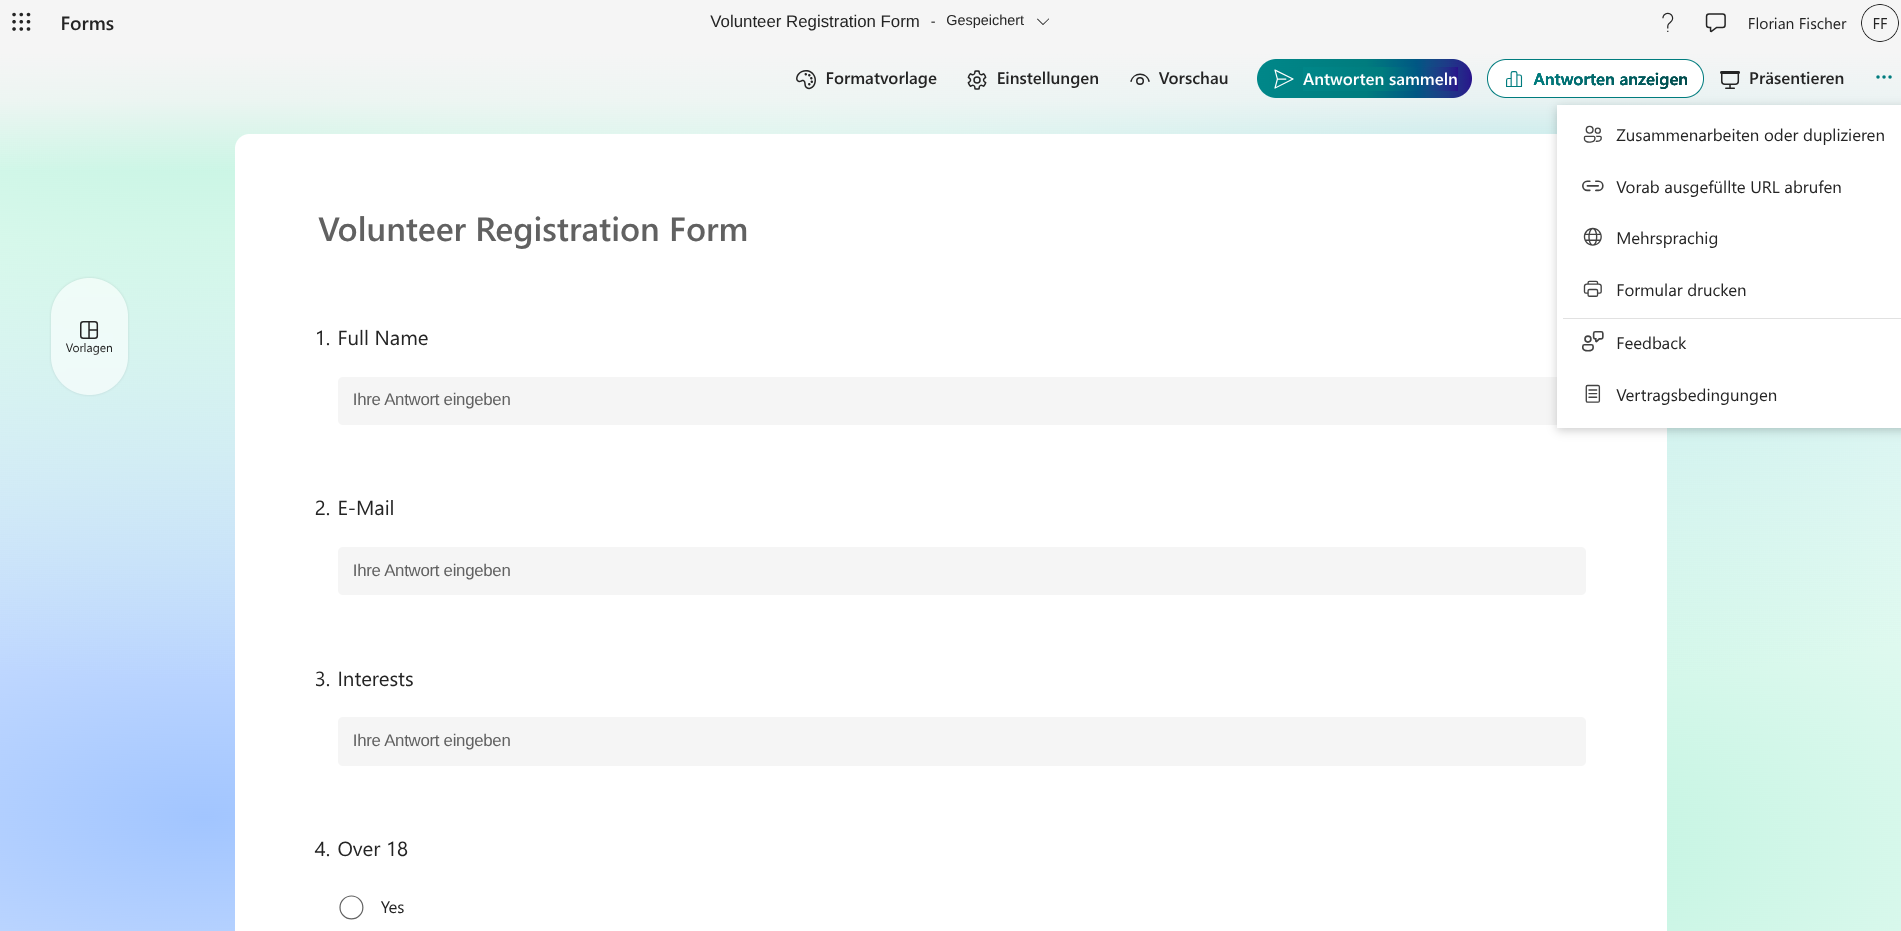 Forms
Volunteer Registration Form - Gespeichert
Florian Fischer FF
Formatvorlage Einstellungen Vorschau Antworten sammeln Antworten anzeigen Präsentieren
Zusammenarbeiten oder duplizieren
Vorab ausgefüllte URL abrufen
Mehrsprachig
Formular drucken
Feedback
Vertragsbedingungen
Vorlagen
Volunteer Registration Form
1. Full Name
Ihre Antwort eingeben
2. E-Mail
Ihre Antwort eingeben
3. Interests
Ihre Antwort eingeben
4. Over 18
Yes